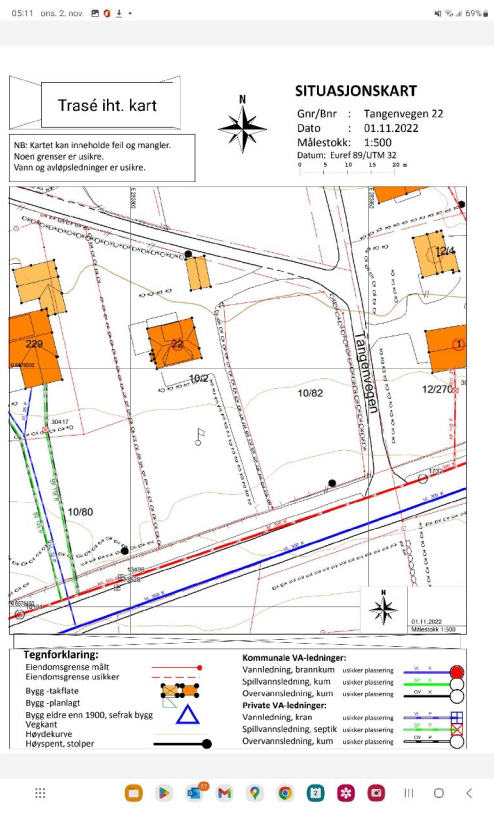 05:11 ons. 2. nov.
69%
Trasé iht. kart
NB: Kartet kan inneholde feil og mangler.
Noen grenser er usikre.
Vann og avløpsledninger er usikre.
N
SITUASJONSKART
Gnr/Bnr : Tangenvegen 22
Dato : 01.11.2022
Målestokk: 1:500
Datum: Euref 89/UTM 32
0 5 10 15 20 m
12/4
229
22
1
10/2
10/82
Tangenvegen
12/270
30417
10/80
13498
N
01.11.2022
Målestokk 1:500
Tegnforklaring:
Eiendomsgrense målt
Eiendomsgrense usikker
Bygg -takflate
Bygg -planlagt
Bygg eldre enn 1900, sefrak bygg
Vegkant
Høydekurve
Høyspent, stolper
Kommunale VA-ledninger:
Vannledning, brannkum usikker plassering
Spillvannsledning, kum usikker plassering
Overvannsledning, kum usikker plassering
Private VA-ledninger:
Vannledning, kran usikker plassering
Spillvannsledning, septik usikker plassering
Overvannsledning, kum usikker plassering